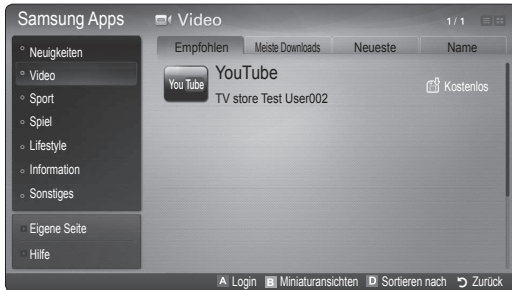 Samsung Apps
Video
1/1
Neuigkeiten
Video
Sport
Spiel
Lifestyle
Information
Sonstiges
Eigene Seite
Hilfe
Empfohlen Meiste Downloads Neueste Name
You Tube
YouTube
TV store Test User002
Kostenlos
A Login B Miniaturansichten D Sortieren nach Zurück